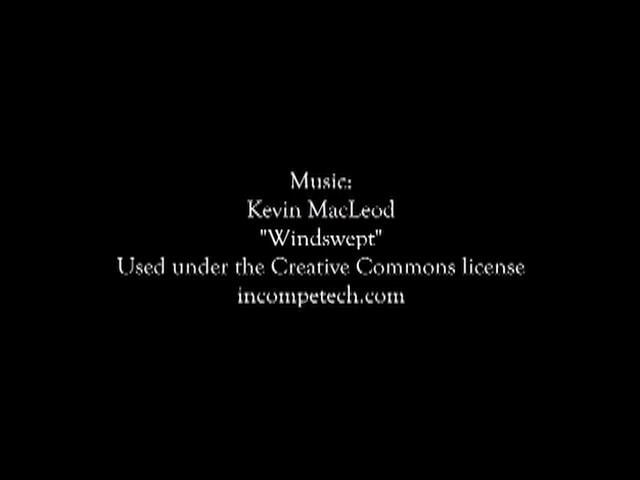 Music:
Kevin MacLeod
"Windswept"
Used under the Creative Commons license
incompetech.com